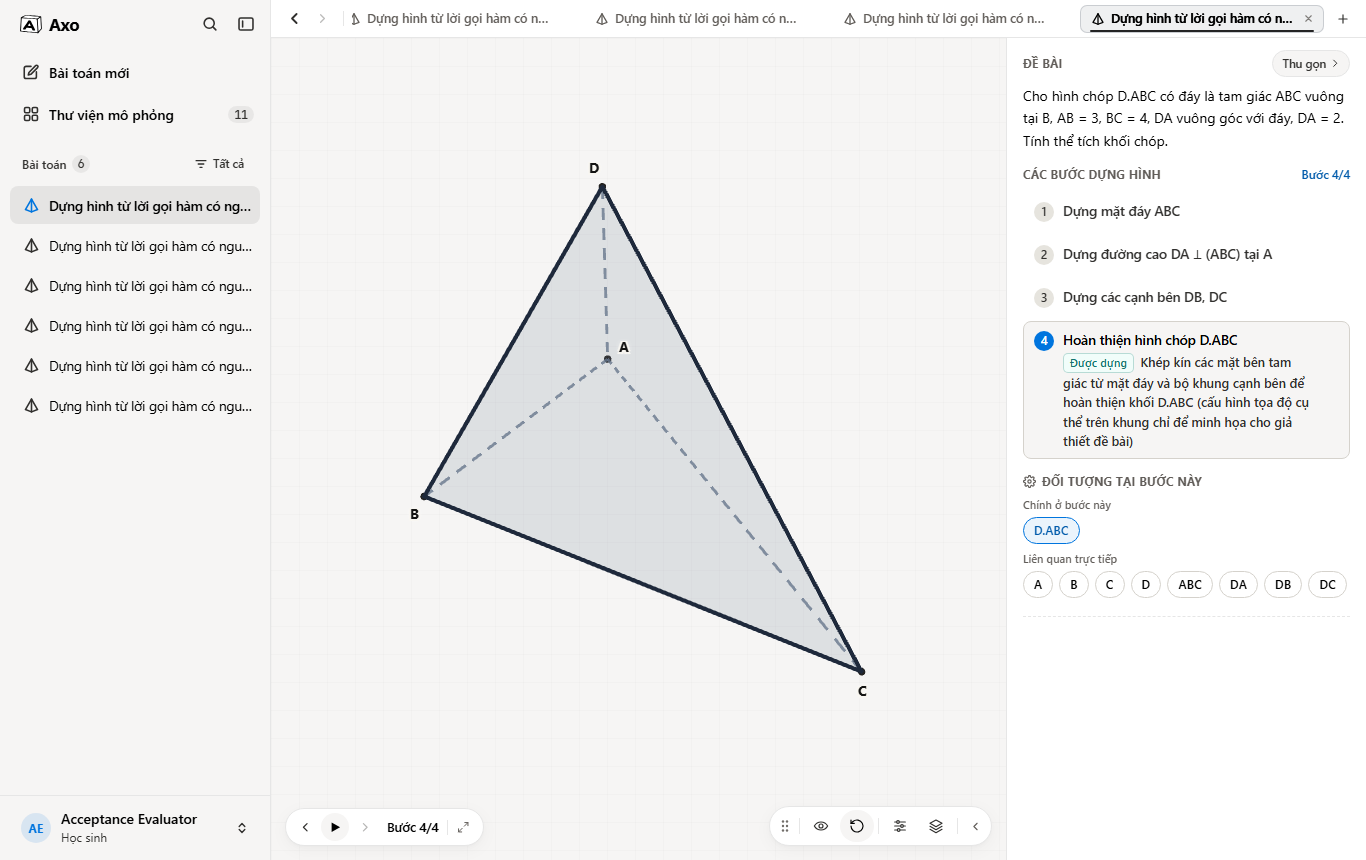 Axo
Bài toán mới
Thư viện mô phỏng 11
Bài toán 6 Tất cả
Dựng hình từ lời gọi hàm có ng...
Dựng hình từ lời gọi hàm có ngu...
Dựng hình từ lời gọi hàm có ngu...
Dựng hình từ lời gọi hàm có ngu...
Dựng hình từ lời gọi hàm có ngu...
Dựng hình từ lời gọi hàm có ngu...
AE
Acceptance Evaluator
Học sinh
Dựng hình từ lời gọi hàm có n...
Dựng hình từ lời gọi hàm có n...
Dựng hình từ lời gọi hàm có n...
Dựng hình từ lời gọi hàm có n...
D
A
B
C
Bước 4/4
ĐỀ BÀI
Thu gọn
Cho hình chóp D.ABC có đáy là tam giác ABC vuông
tại B, AB = 3, BC = 4, DA vuông góc với đáy, DA = 2.
Tính thể tích khối chóp.
CÁC BƯỚC DỰNG HÌNH Bước 4/4
1 Dựng mặt đáy ABC
2 Dựng đường cao DA ⊥ (ABC) tại A
3 Dựng các cạnh bên DB, DC
4 Hoàn thiện hình chóp D.ABC
Được dựng Khép kín các mặt bên tam
giác từ mặt đáy và bộ khung cạnh bên để
hoàn thiện khối D.ABC (cấu hình tọa độ cụ
thể trên khung chỉ để minh họa cho giả
thiết đề bài)
ĐỐI TƯỢNG TẠI BƯỚC NÀY
Chính ở bước này
D.ABC
Liên quan trực tiếp
A B C D ABC DA DB DC